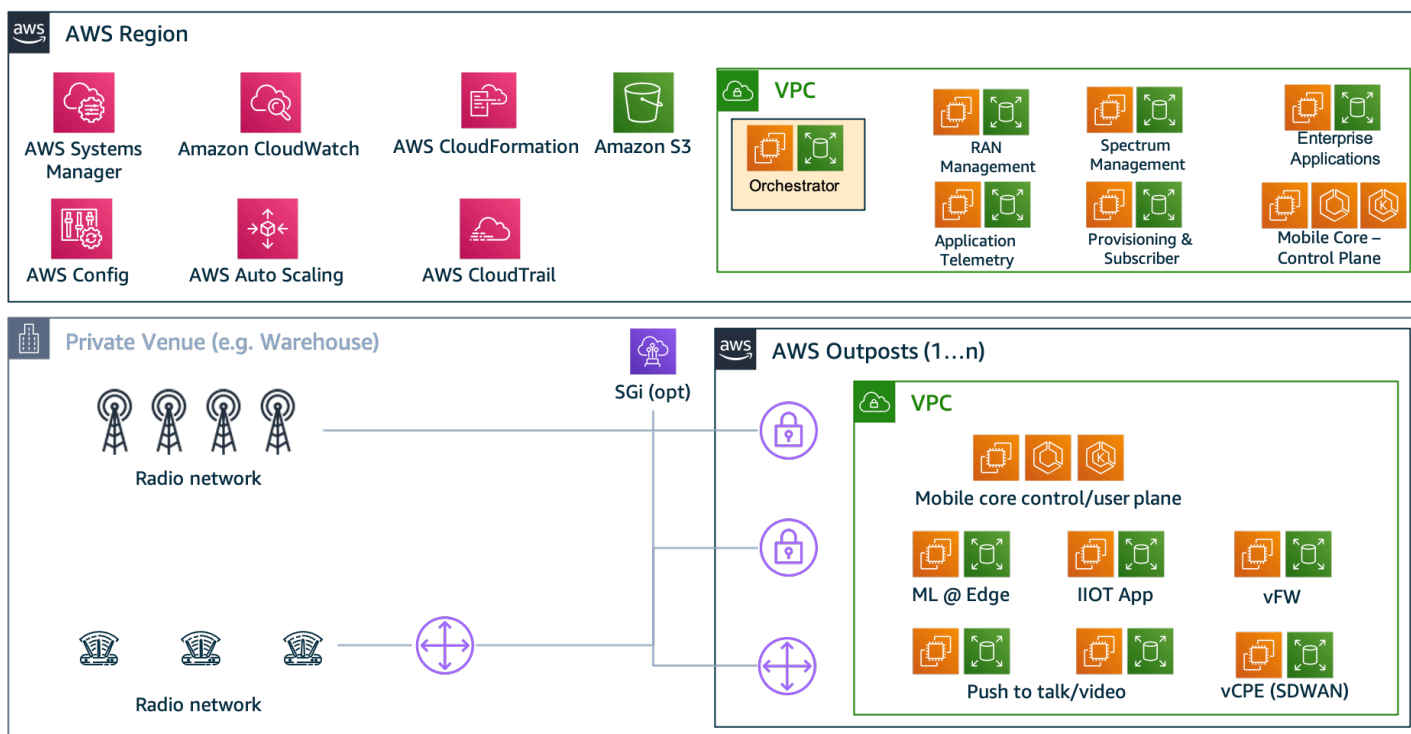 aws
AWS Region
AWS Systems
Manager
Amazon CloudWatch
AWS CloudFormation
Amazon S3
AWS Config
AWS Auto Scaling
AWS CloudTrail
VPC
Orchestrator
RAN
Management
Spectrum
Management
Enterprise
Applications
Application
Telemetry
Provisioning &
Subscriber
K
Mobile Core –
Control Plane
Private Venue (e.g. Warehouse)
SGi (opt)
Radio network
Radio network
aws
AWS Outposts (1...n)
VPC
K
Mobile core control/user plane
ML @ Edge
IIOT App
vFW
Push to talk/video
vCPE (SDWAN)